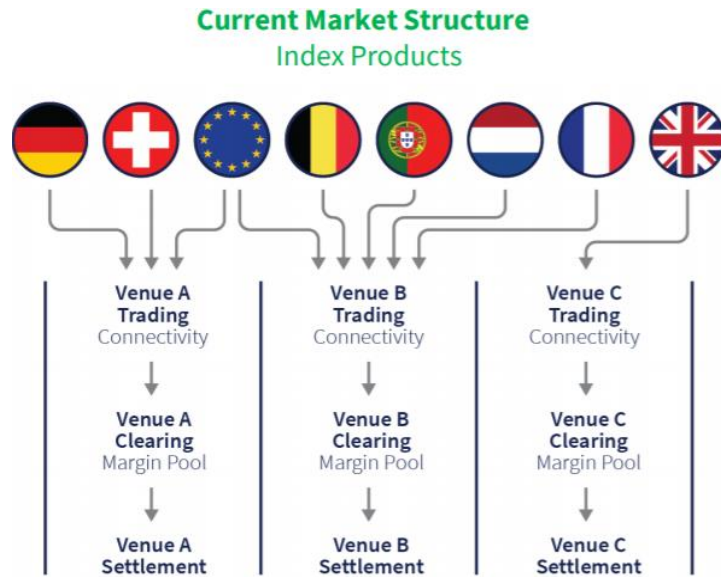 Current Market Structure
Index Products
Venue A
Trading
Connectivity
Venue B
Trading
Connectivity
Venue C
Trading
Connectivity
Venue A
Clearing
Margin Pool
Venue B
Clearing
Margin Pool
Venue C
Clearing
Margin Pool
Venue A
Settlement
Venue B
Settlement
Venue C
Settlement